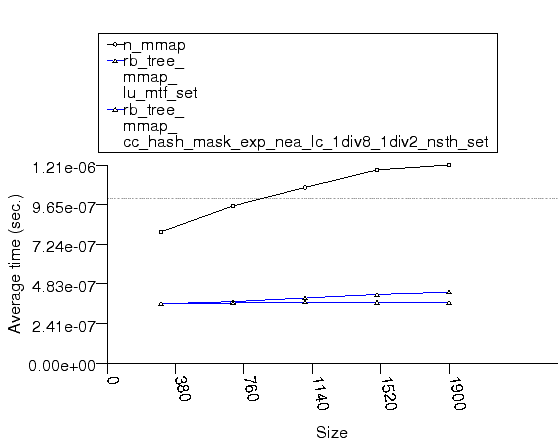 n_mmap
rb_tree_
mmap_
lu_mtf_set
rb_tree_
mmap_
cc_hash_mask_exp_nea_lc_1div8_1div2_nsth_set
1.21e-06
9.65e-07
7.24e-07
4.83e-07
2.41e-07
0.00e+00
Average time (sec.)
0
380
760
1140
1520
1900
Size